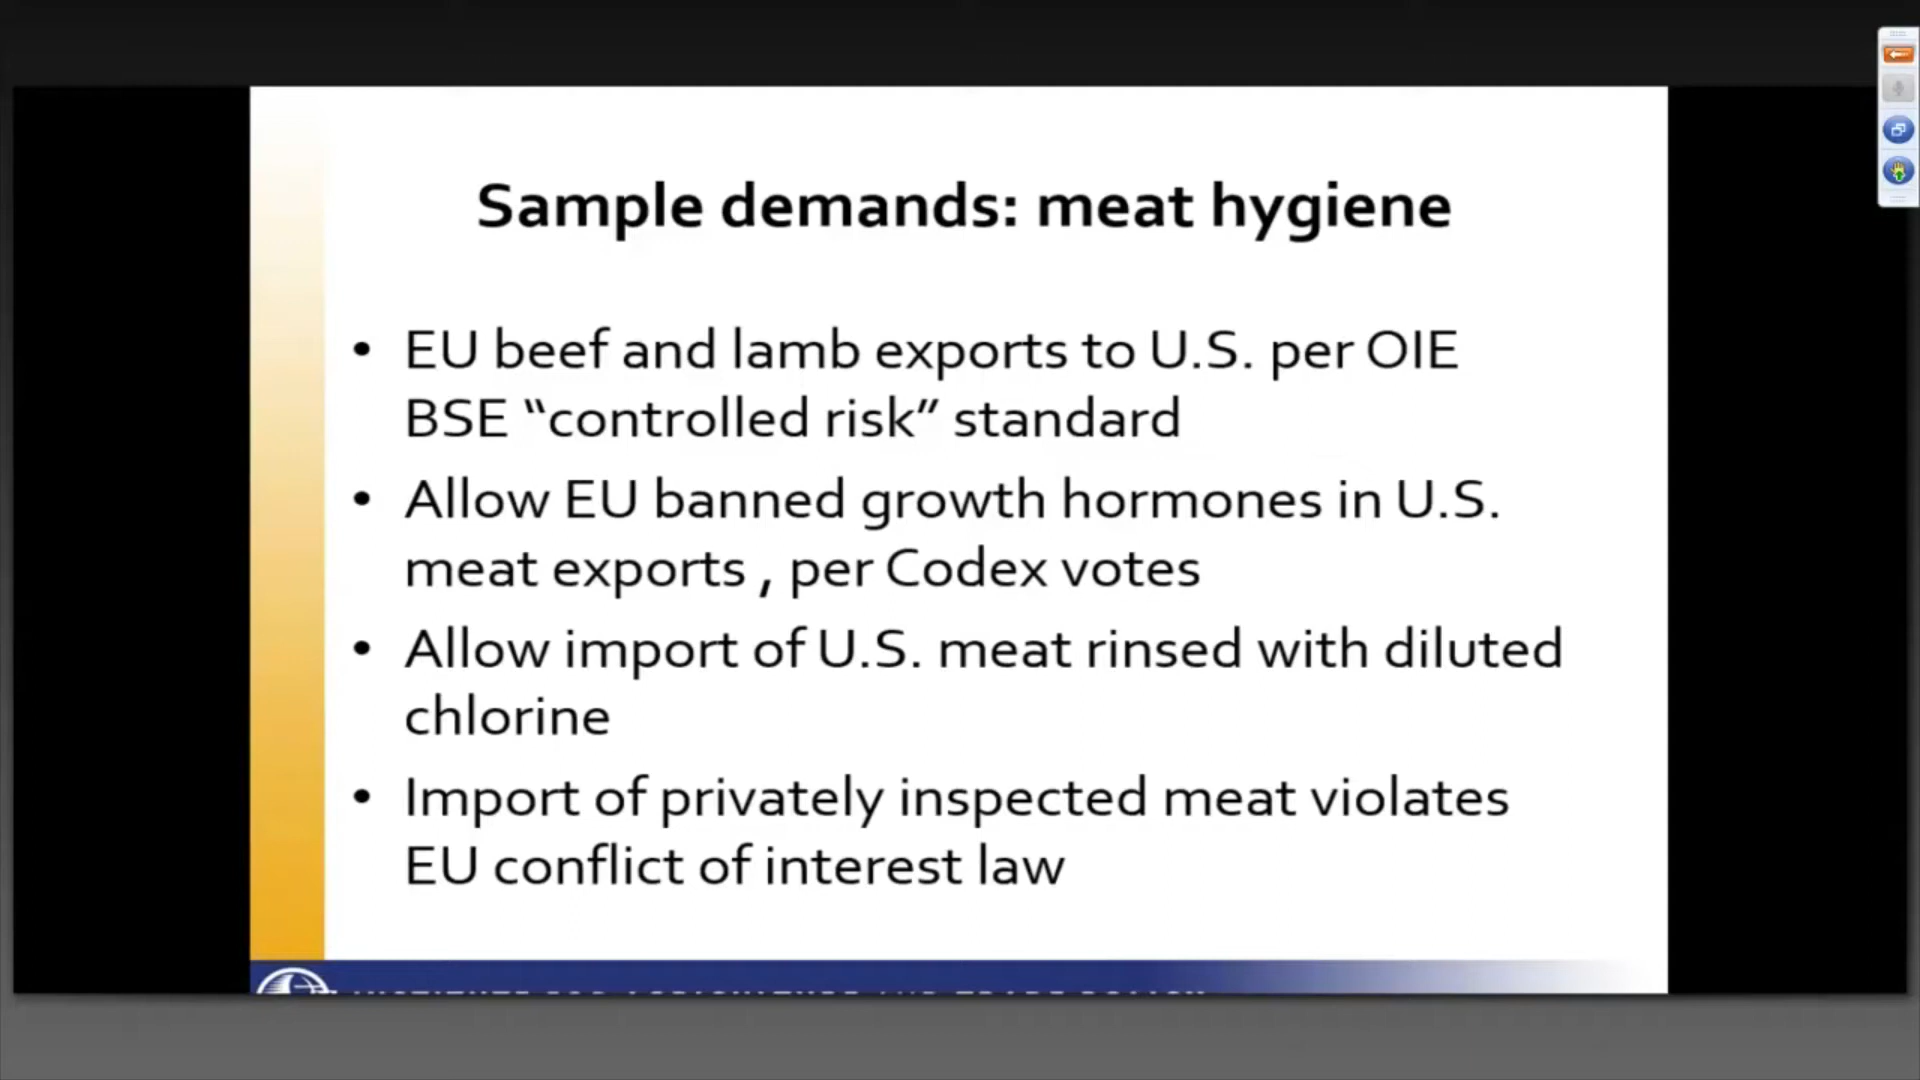 Sample demands: meat hygiene
• EU beef and lamb exports to U.S. per OIE
BSE “controlled risk” standard
• Allow EU banned growth hormones in U.S.
meat exports , per Codex votes
• Allow import of U.S. meat rinsed with diluted
chlorine
• Import of privately inspected meat violates
EU conflict of interest law